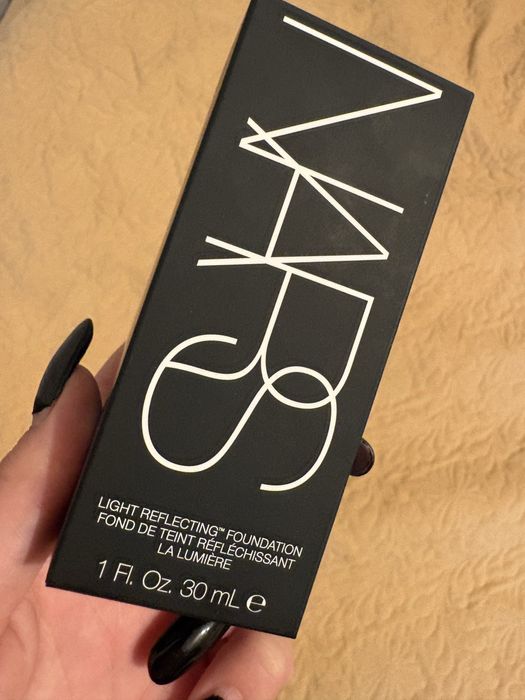 NARS
LIGHT REFLECTING™ FOUNDATION
FOND DE TEINT RÉFLÉCHISSANT
LA LUMIÈRE
1 Fl. Oz. 30 mL ℮